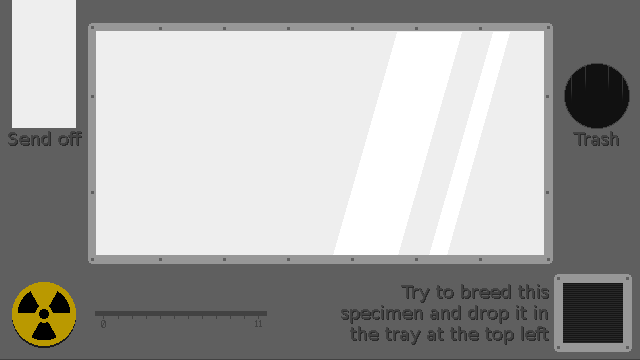 Send off
Trash
Try to breed this
specimen and drop it in
the tray at the top left
0
11